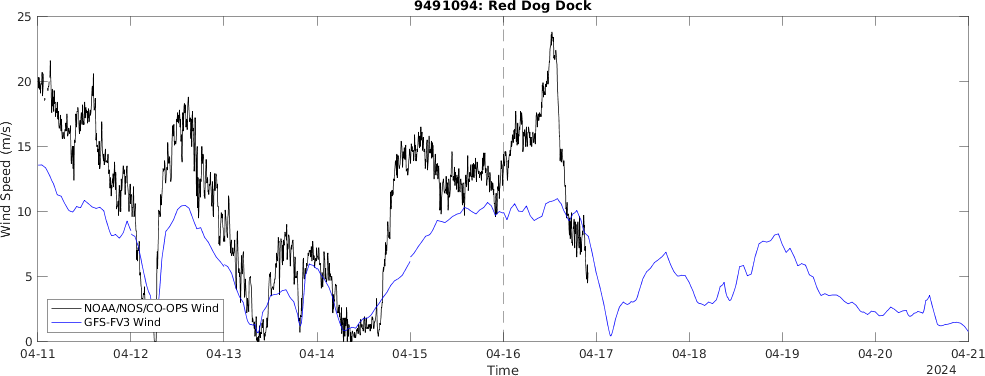 9491094: Red Dog Dock
Wind Speed (m/s)
25
20
15
10
5
0
NOAA/NOS/CO-OPS Wind
GFS-FV3 Wind
04-11 04-12 04-13 04-14 04-15 04-16 04-17 04-18 04-19 04-20 04-21
Time
2024